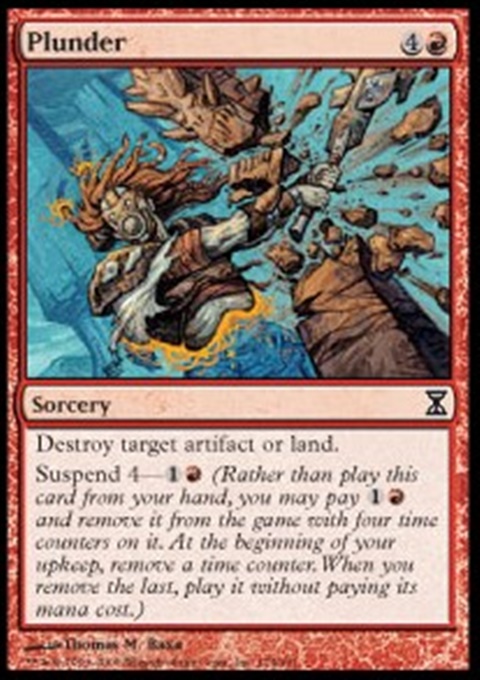 Plunder 4
Sorcery
Destroy target artifact or land.
Suspend 4—1 (Rather than play this
card from your hand, you may pay 1
and remove it from the game with four time
counters on it. At the beginning of your
upkeep, remove a time counter. When you
remove the last, play it without paying its
mana cost.)
Thomas M. Baxa